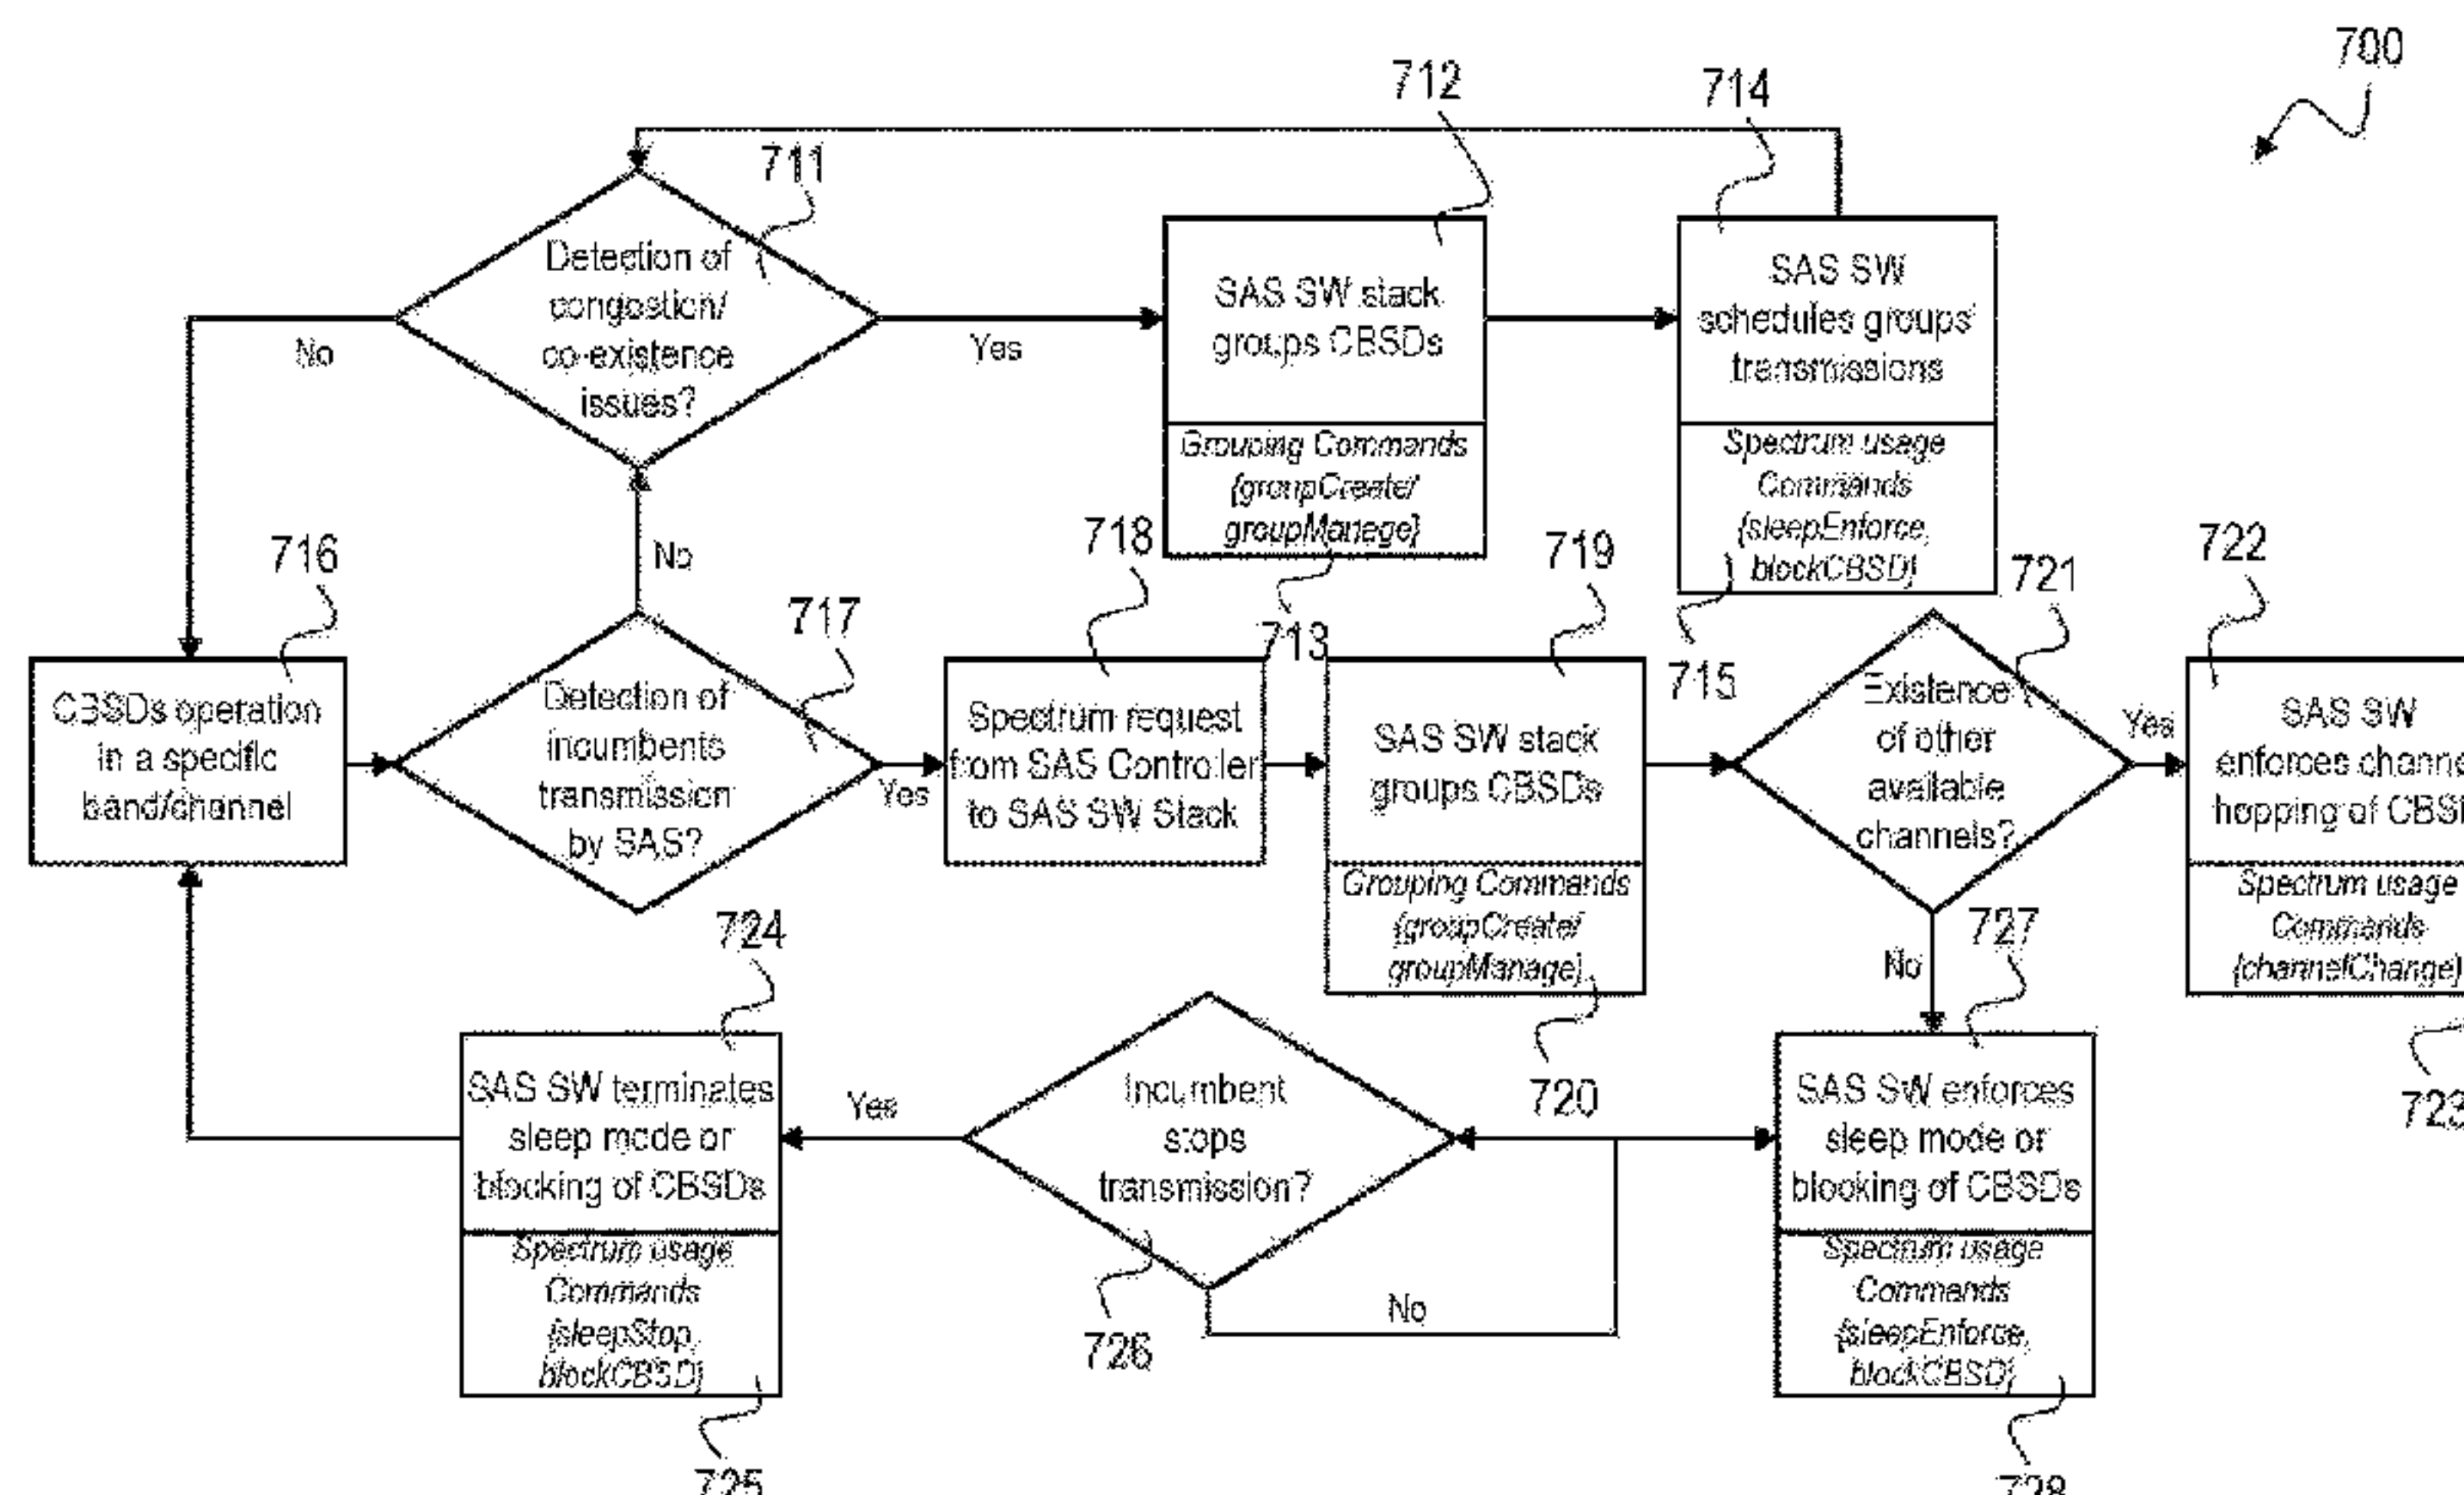 700
712
714
711
Detection of
congestion/
co-existence
issues?
No
Yes
SAS SW stack
groups CBSDs
Grouping Commands
{groupCreate/
groupManage}
713
SAS SW
schedules groups'
transmissions
Spectrum usage
Commands
{sleepEnforce,
blockCBSD}
715
716
CBSDs operation
in a specific
band/channel
No
717
Detection of
incumbents
transmission
by SAS?
Yes
718
Spectrum request
from SAS Controller
to SAS SW Stack
719
SAS SW stack
groups CBSDs
Grouping Commands
{groupCreate/
groupManage}
720
721
Existence
of other
available
channels?
Yes
No
722
SAS SW
enforces channe
hopping of CBS
Spectrum usage
Commands
{channelChange}
723
724
SAS SW terminates
sleep mode or
blocking of CBSDs
Spectrum usage
Commands
{sleepStop,
blockCBSD}
725
Yes
Incumbent
stops
transmission?
726
No
727
SAS SW enforces
sleep mode or
blocking of CBSDs
Spectrum usage
Commands
{sleepEnforce,
blockCBSD}
728